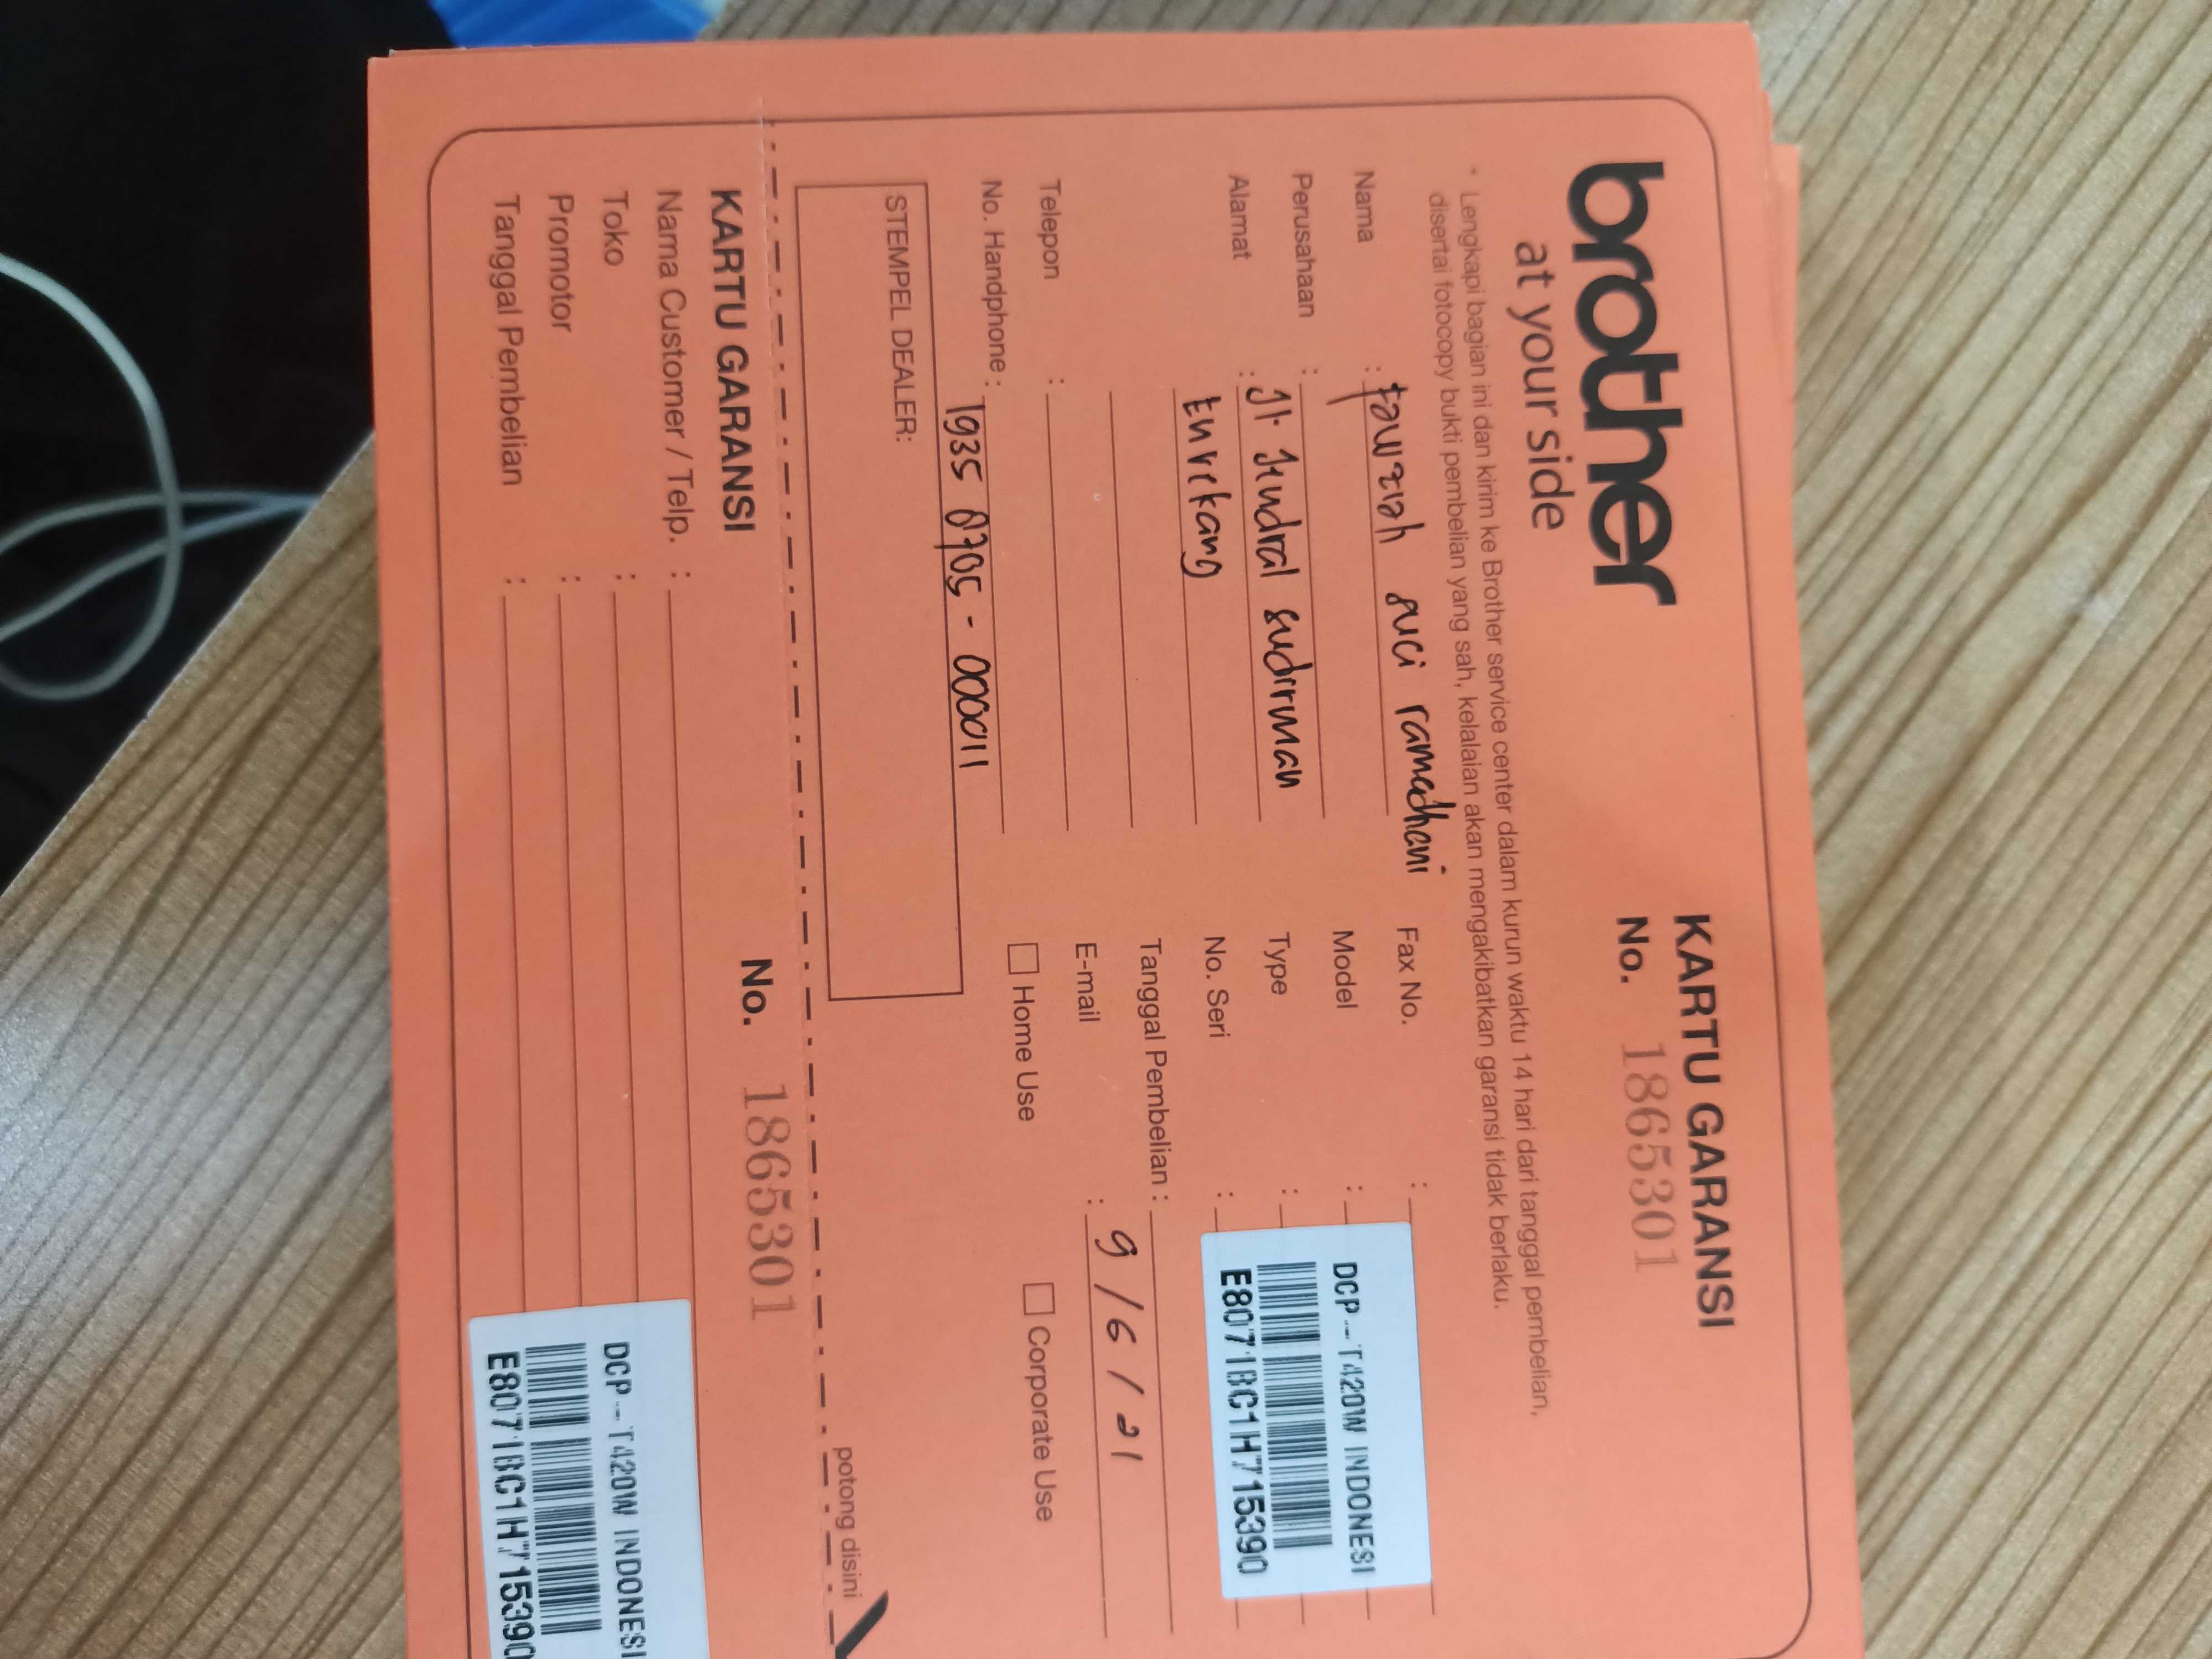 brother
at your side
KARTU GARANSI
No. 1865301
* Lengkapi bagian ini dan kirim ke Brother service center dalam kurun waktu 14 hari dari tanggal pembelian,
disertai fotocopy bukti pembelian yang sah, kelalaian akan mengakibatkan garansi tidak berlaku.
Nama : fauziah suci ramadhani
Perusahaan :
Alamat : Jl. Jendral sudirman
Enrekang
Telepon :
No. Handphone :
1935 0705 - 000011
STEMPEL DEALER:
Fax No. :
Model :
Type :
No. Seri :
DCP-T420W INDONESI
E80718C1H715390
Tanggal Pembelian :
E-mail : 9/6/21
Home Use
Corporate Use
potong disini
KARTU GARANSI
No. 1865301
Nama Customer / Telp. :
Toko :
Promotor :
Tanggal Pembelian :
DCP-T420W INDONESI
E80718C1H715390